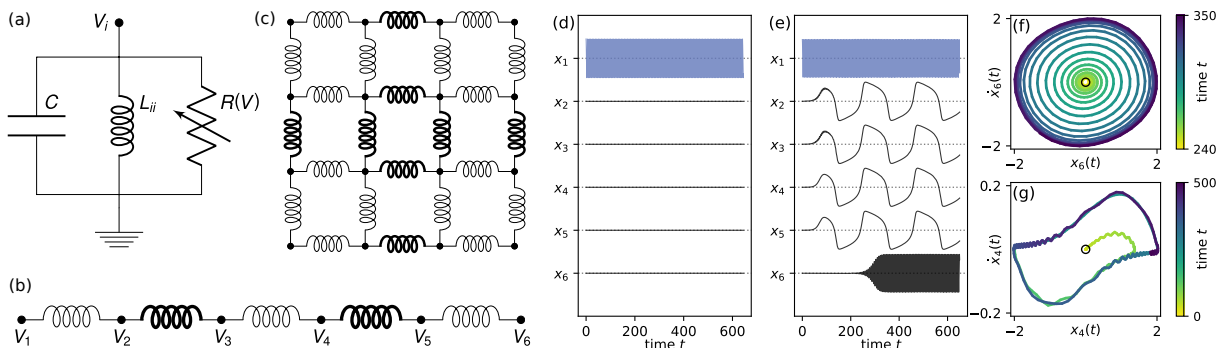 (a)
V_i
C
L_ii
R(V)
(b)
V_1
V_2
V_3
V_4
V_5
V_6
(c)
(d)
x_1
x_2
x_3
x_4
x_5
x_6
0
200
400
600
time t
(e)
x_1
x_2
x_3
x_4
x_5
x_6
0
200
400
600
time t
(f)
2
ẋ_6(t)
−2
−2
x_6(t)
2
350
time t
240
(g)
0.2
ẋ_4(t)
−0.2
−2
x_4(t)
2
500
time t
0